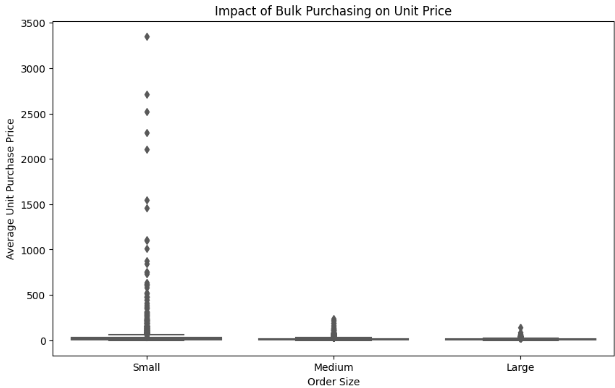 Impact of Bulk Purchasing on Unit Price
Average Unit Purchase Price
3500
3000
2500
2000
1500
1000
500
0
Small
Medium
Large
Order Size